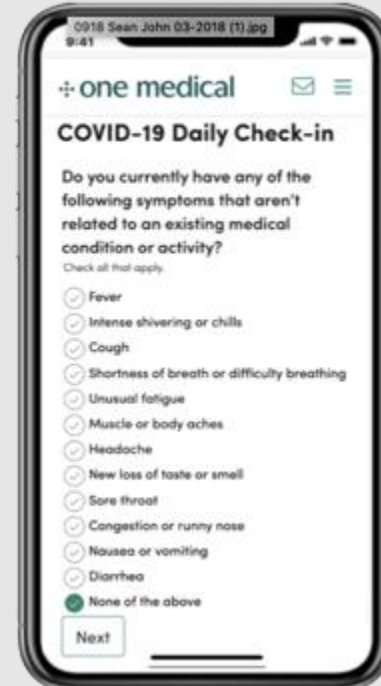 0918 Sean John 03-2018 (1).jpg
9:41
one medical
COVID-19 Daily Check-in
Do you currently have any of the
following symptoms that aren't
related to an existing medical
condition or activity?
Check all that apply.
Fever
Intense shivering or chills
Cough
Shortness of breath or difficulty breathing
Unusual fatigue
Muscle or body aches
Headache
New loss of taste or smell
Sore throat
Congestion or runny nose
Nausea or vomiting
Diarrhea
None of the above
Next